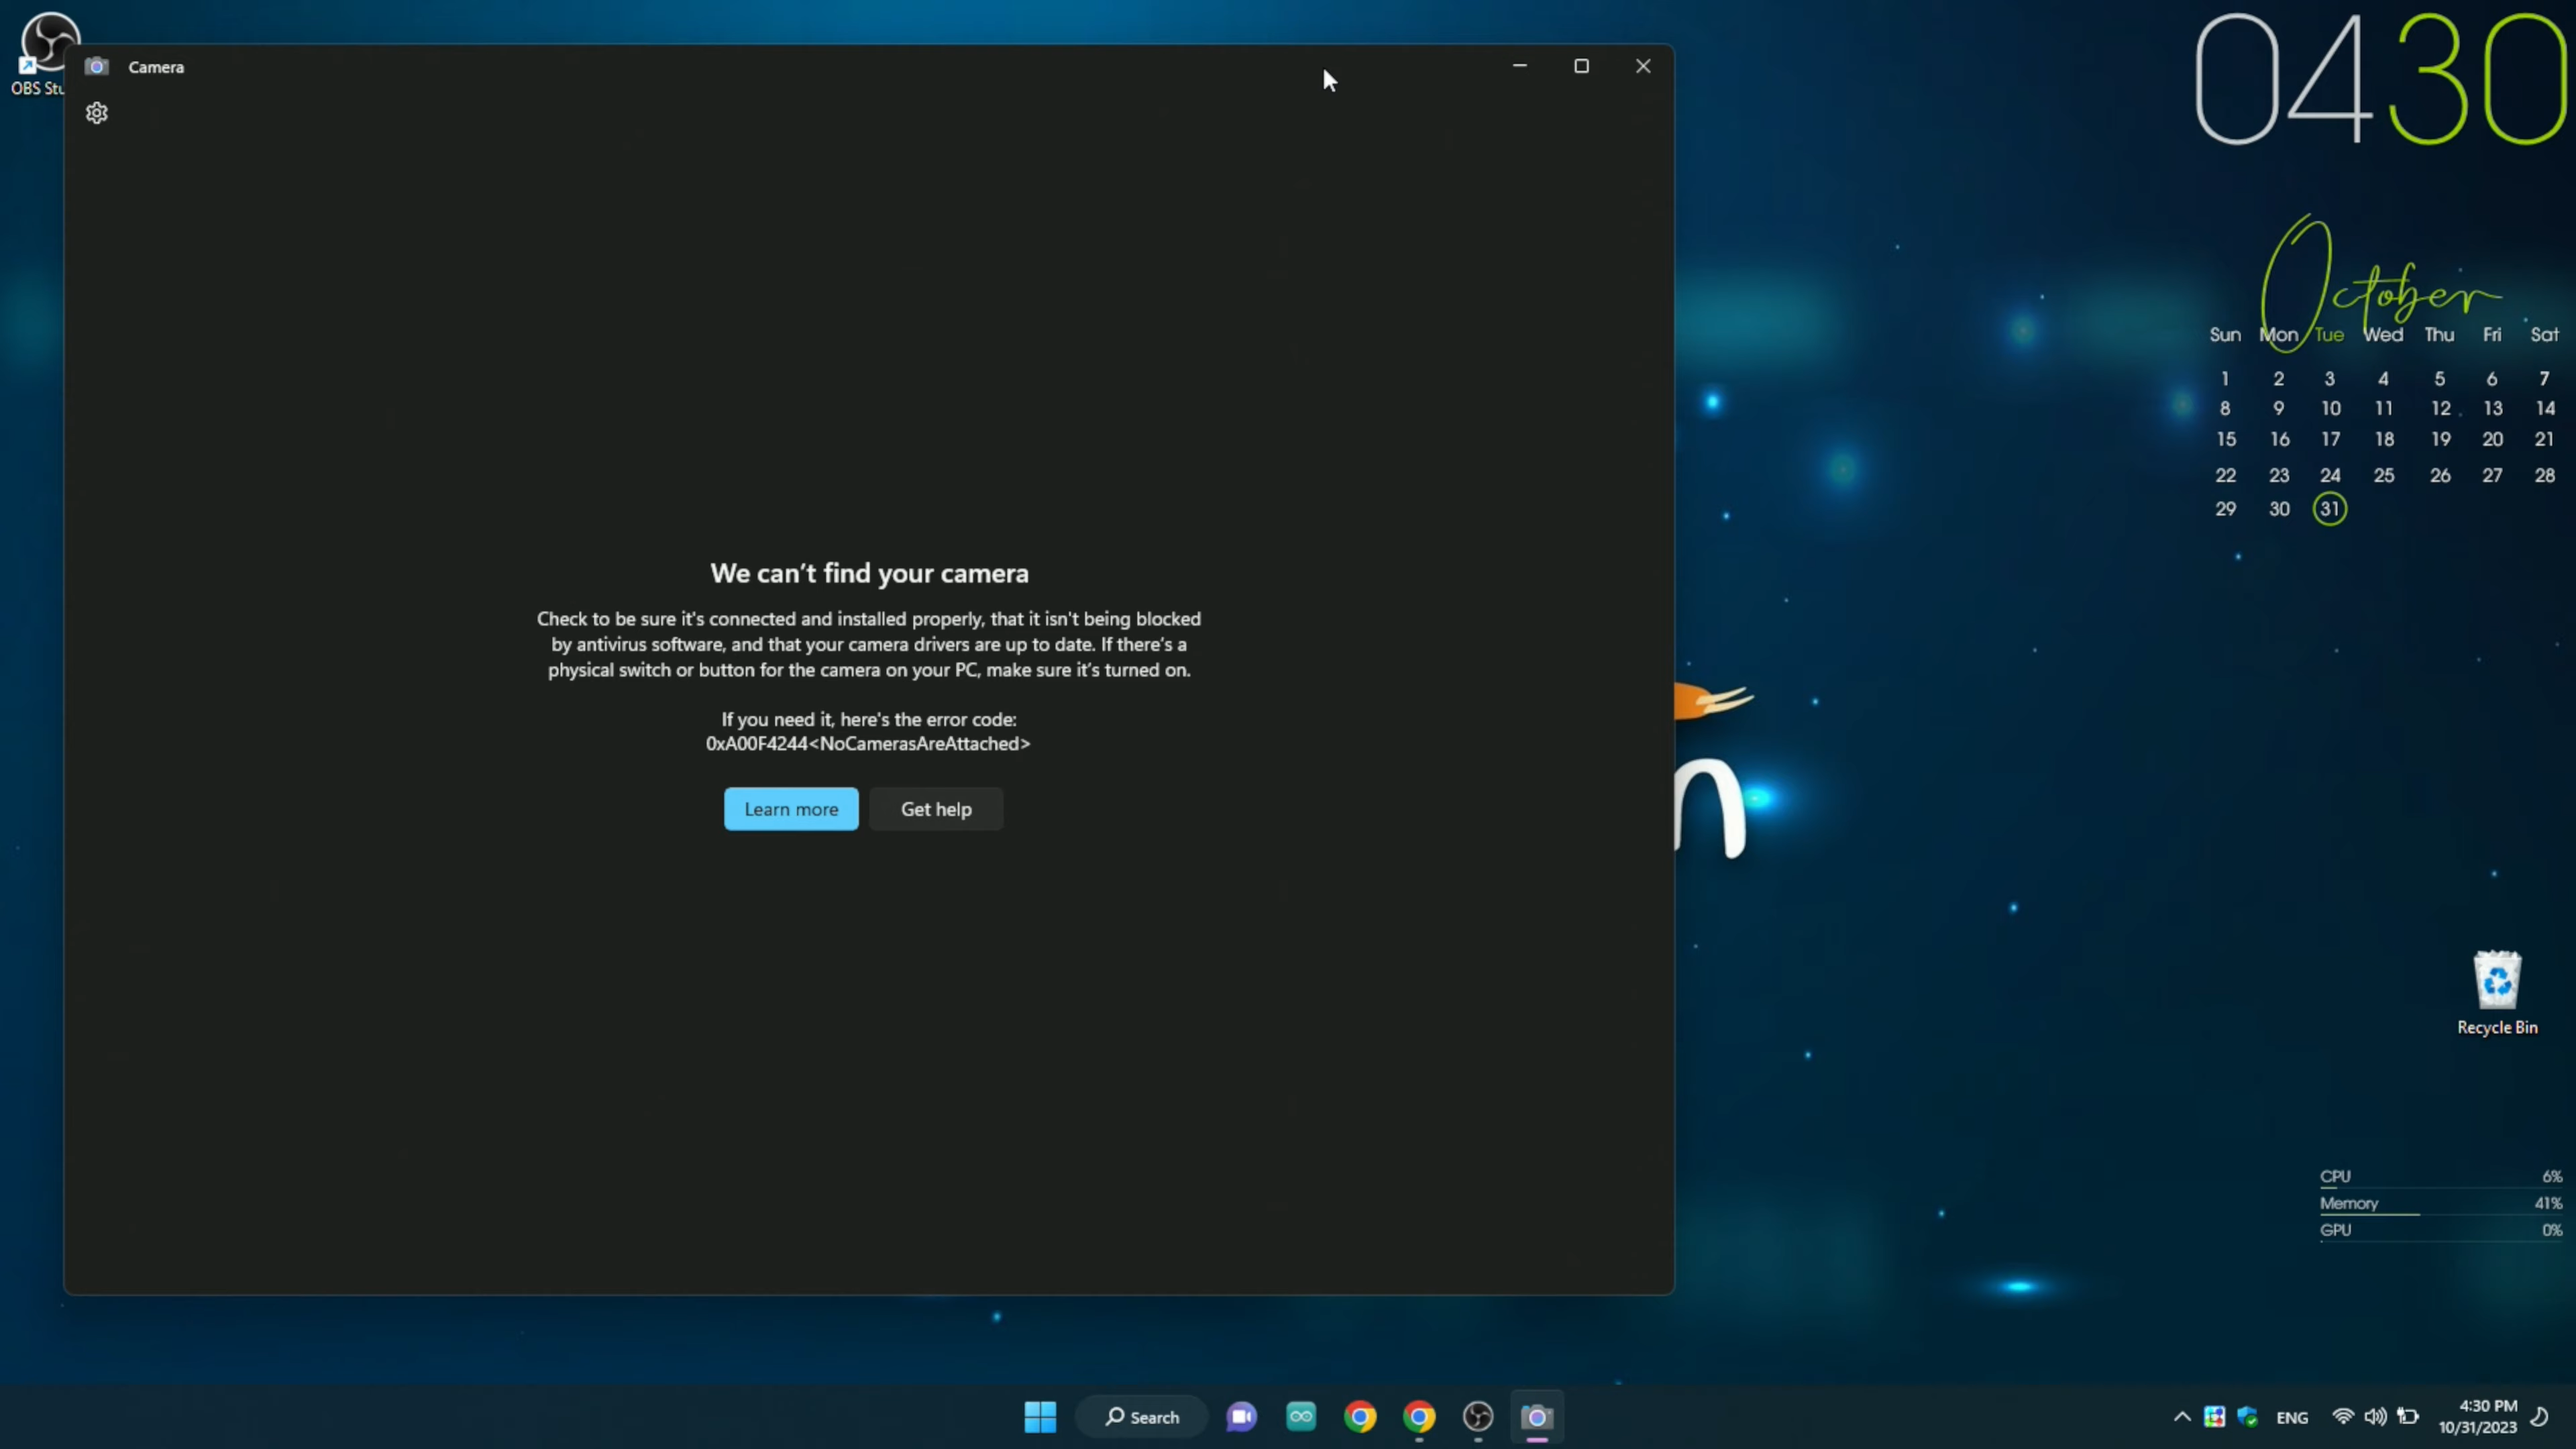 OBS Stu
Camera
We can’t find your camera
Check to be sure it's connected and installed properly, that it isn't being blocked
by antivirus software, and that your camera drivers are up to date. If there’s a
physical switch or button for the camera on your PC, make sure it’s turned on.
If you need it, here's the error code:
0xA00F4244<NoCamerasAreAttached>
Learn more
Get help
n
0430
October
Sun Mon Tue Wed Thu Fri Sat
1 2 3 4 5 6 7
8 9 10 11 12 13 14
15 16 17 18 19 20 21
22 23 24 25 26 27 28
29 30 31
Recycle Bin
CPU 6%
Memory 41%
GPU 0%
Search
ENG
4:30 PM
10/31/2023